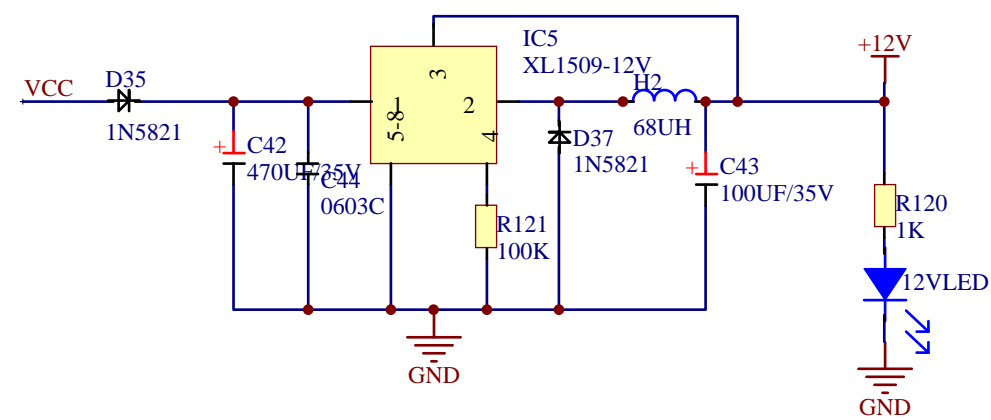 VCC
D35
1N5821
+
C42
470UF/35V
C44
0603C
3
1
2
5-8
4
IC5
XL1509-12V
R121
100K
H2
68UH
D37
1N5821
+
C43
100UF/35V
+12V
R120
1K
12VLED
GND
GND